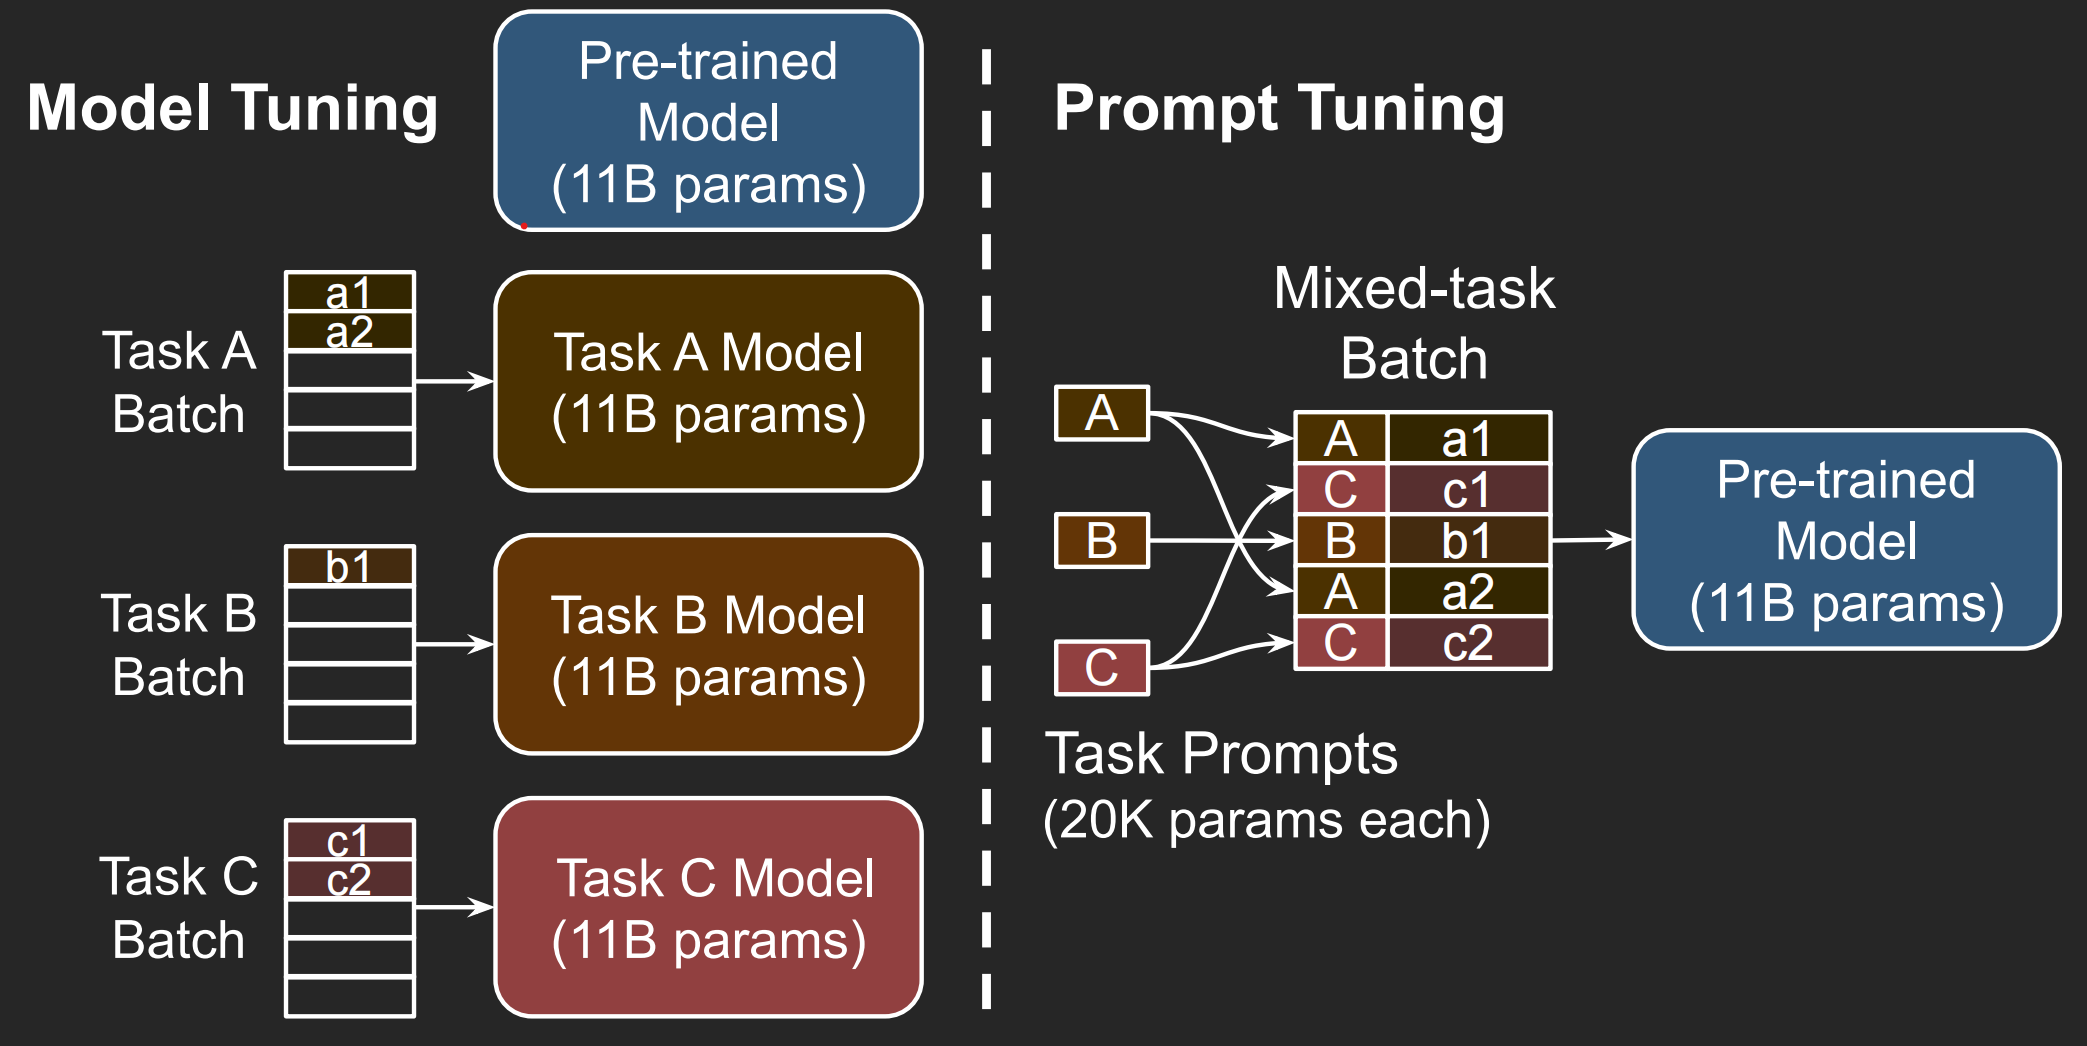 Model Tuning
Pre-trained
Model
(11B params)
a1
a2
Task A
Batch
Task A Model
(11B params)
b1
Task B
Batch
Task B Model
(11B params)
c1
c2
Task C
Batch
Task C Model
(11B params)
Prompt Tuning
Mixed-task
Batch
A
B
C
A a1
C c1
B b1
A a2
C c2
Pre-trained
Model
(11B params)
Task Prompts
(20K params each)